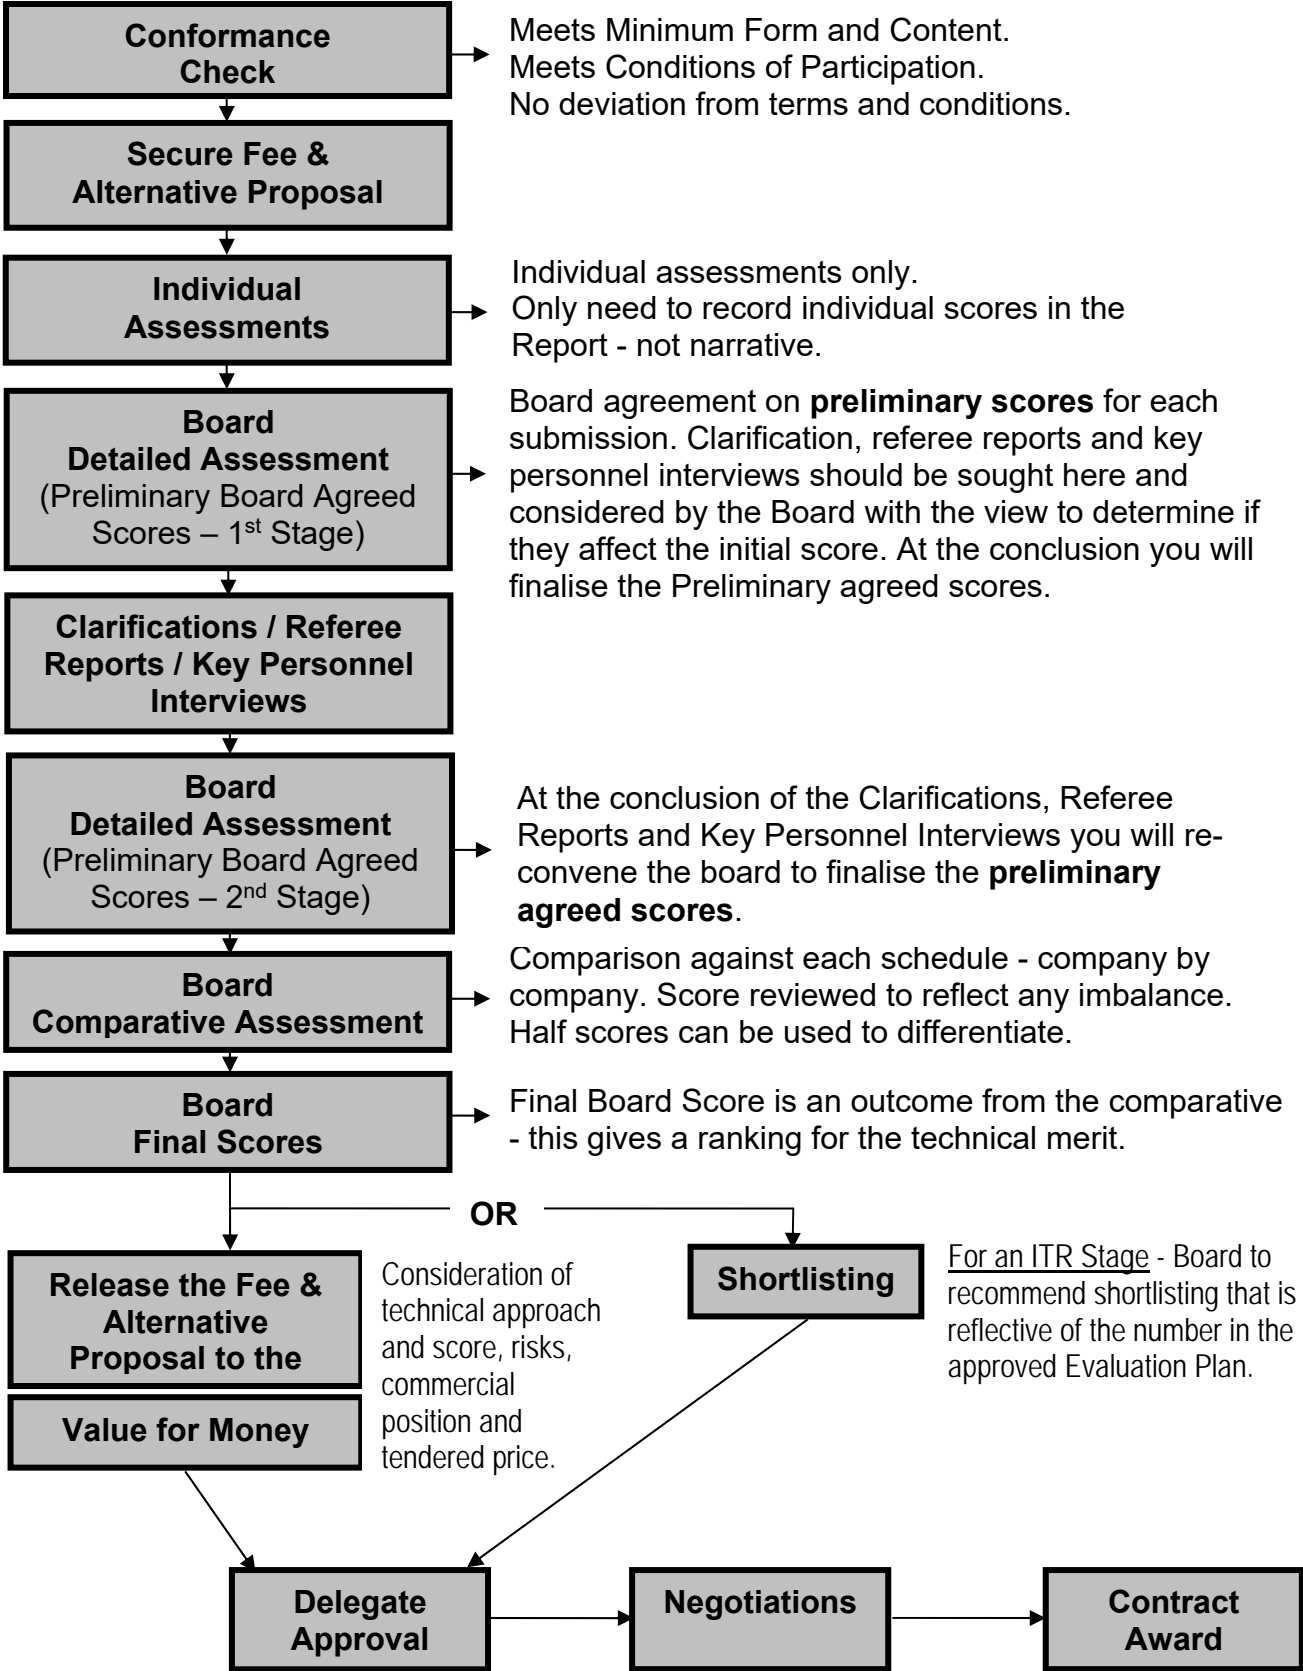 Conformance
Check
Meets Minimum Form and Content.
Meets Conditions of Participation.
No deviation from terms and conditions.
Secure Fee &
Alternative Proposal
Individual
Assessments
Individual assessments only.
Only need to record individual scores in the
Report - not narrative.
Board
Detailed Assessment
(Preliminary Board Agreed
Scores – 1st Stage)
Board agreement on preliminary scores for each
submission. Clarification, referee reports and key
personnel interviews should be sought here and
considered by the Board with the view to determine if
they affect the initial score. At the conclusion you will
finalise the Preliminary agreed scores.
Clarifications / Referee
Reports / Key Personnel
Interviews
Board
Detailed Assessment
(Preliminary Board Agreed
Scores – 2nd Stage)
At the conclusion of the Clarifications, Referee
Reports and Key Personnel Interviews you will re-
convene the board to finalise the preliminary
agreed scores.
Board
Comparative Assessment
Comparison against each schedule - company by
company. Score reviewed to reflect any imbalance.
Half scores can be used to differentiate.
Board
Final Scores
Final Board Score is an outcome from the comparative
- this gives a ranking for the technical merit.
OR
Release the Fee &
Alternative
Proposal to the
Value for Money
Consideration of
technical approach
and score, risks,
commercial
position and
tendered price.
Shortlisting
For an ITR Stage - Board to
recommend shortlisting that is
reflective of the number in the
approved Evaluation Plan.
Delegate
Approval
Negotiations
Contract
Award